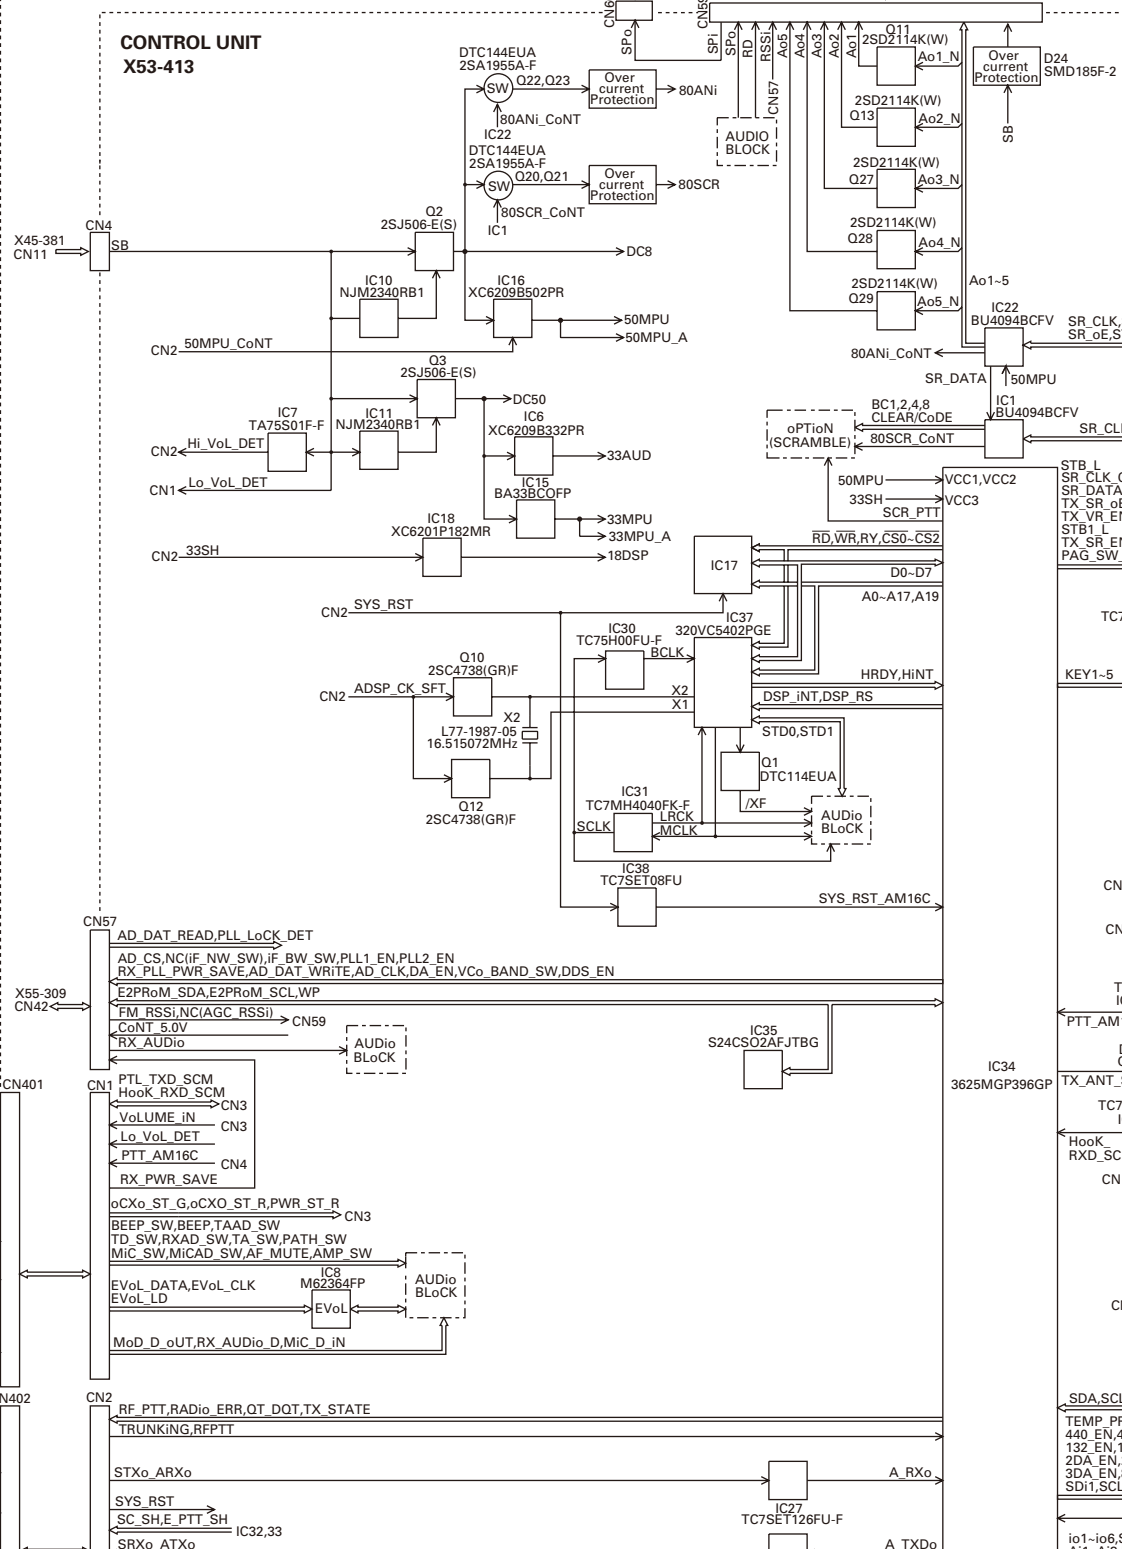 CONTROL UNIT
X53-413
CN6
CN59
SPo
SPi
SPo
RD
RSSi
CN57
Ao5
Ao4
Ao3
Ao2
Ao1
Q11
2SD2114K(W)
Ao1_N
2SD2114K(W)
Q13
Ao2_N
2SD2114K(W)
Q27
Ao3_N
2SD2114K(W)
Q28
Ao4_N
2SD2114K(W)
Q29
Ao5_N
Ao1~5
Over
current
Protection
D24
SMD185F-2
SB
AUDIO
BLOCK
DTC144EUA
2SA1955A-F
SW
Q22,Q23
Over
current
Protection
80ANi
80ANi_CoNT
IC22
DTC144EUA
2SA1955A-F
SW
Q20,Q21
Over
current
Protection
80SCR
80SCR_CoNT
IC1
X45-381
CN11
CN4
SB
Q2
2SJ506-E(S)
DC8
IC10
NJM2340RB1
IC16
XC6209B502PR
50MPU
50MPU_A
CN2
50MPU_CoNT
Q3
2SJ506-E(S)
DC50
IC7
TA75S01F-F
IC11
NJM2340RB1
IC6
XC6209B332PR
33AUD
CN2
Hi_VoL_DET
CN1
Lo_VoL_DET
IC15
BA33BCOFP
33MPU
33MPU_A
IC18
XC6201P182MR
CN2
33SH
18DSP
IC22
BU4094BCFV
SR_CLK,
SR_oE,S
80ANi_CoNT
SR_DATA
50MPU
IC1
BU4094BCFV
BC1,2,4,8
CLEAR/CoDE
oPTioN
(SCRAMBLE)
80SCR_CoNT
SR_CL
50MPU
VCC1,VCC2
33SH
VCC3
SCR_PTT
STB_L
SR_CLK_
SR_DATA
TX_SR_oE
TX_VR_EN
STB1_L
TX_SR_EN
PAG_SW_
RD,WR,RY,CS0~CS2
IC17
D0~D7
A0~A17,A19
CN2
SYS_RST
IC37
320VC5402PGE
IC30
TC75H00FU-F
BCLK
TC7
Q10
2SC4738(GR)F
CN2
ADSP_CK_SFT
X2
X1
HRDY,HiNT
KEY1~5
DSP_iNT,DSP_RS
X2
L77-1987-05
16.515072MHz
STD0,STD1
Q12
2SC4738(GR)F
Q1
DTC114EUA
/XF
IC31
TC7MH4040FK-F
SCLK
LRCK
MCLK
AUDio
BLoCK
IC38
TC7SET08FU
SYS_RST_AM16C
CN
CN
CN57
AD_DAT_READ,PLL_LoCK_DET
AD_CS,NC(iF_NW_SW),iF_BW_SW,PLL1_EN,PLL2_EN
RX_PLL_PWR_SAVE,AD_DAT_WRiTE,AD_CLK,DA_EN,VCo_BAND_SW,DDS_EN
X55-309
CN42
E2PRoM_SDA,E2PRoM_SCL,WP
FM_RSSi,NC(AGC_RSSi)
CN59
CoNT_5.0V
RX_AUDio
AUDio
BLoCK
IC35
S24CSO2AFJTBG
PTT_AM
IC34
3625MGP396GP
TX_ANT_
TC7
CN401
CN1
PTL_TXD_SCM
HooK_RXD_SCM
CN3
VoLUME_iN
CN3
Lo_VoL_DET
PTT_AM16C
CN4
RX_PWR_SAVE
HooK_
RXD_SC
CN
oCXo_ST_G,oCXO_ST_R,PWR_ST_R
CN3
BEEP_SW,BEEP,TAAD_SW
TD_SW,RXAD_SW,TA_SW,PATH_SW
MiC_SW,MiCAD_SW,AF_MUTE,AMP_SW
IC8
M62364FP
EVoL_DATA,EVoL_CLK
EVoL_LD
EVoL
AUDio
BLoCK
MoD_D_oUT,RX_AUDio_D,MiC_D_iN
N402
CN2
RF_PTT,RADio_ERR,QT_DQT,TX_STATE
TRUNKiNG,RFPTT
SDA,SCL
TEMP_PR
440_EN,4
132_EN,1
2DA_EN,
3DA_EN,
SDi1,SCL
STXo_ARXo
A_RXo
IC27
TC7SET126FU-F
SYS_RST
SC_SH,E_PTT_SH
IC32,33
SRXo_ATXo
A_TXDo
io1~io6,S